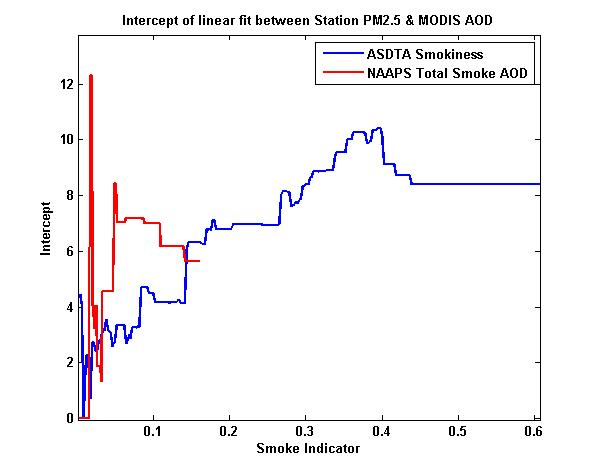 Intercept of linear fit between Station PM2.5 & MODIS AOD
ASDTA Smokiness
NAAPS Total Smoke AOD
12
10
8
6
4
2
0
Intercept
0.1 0.2 0.3 0.4 0.5 0.6
Smoke Indicator